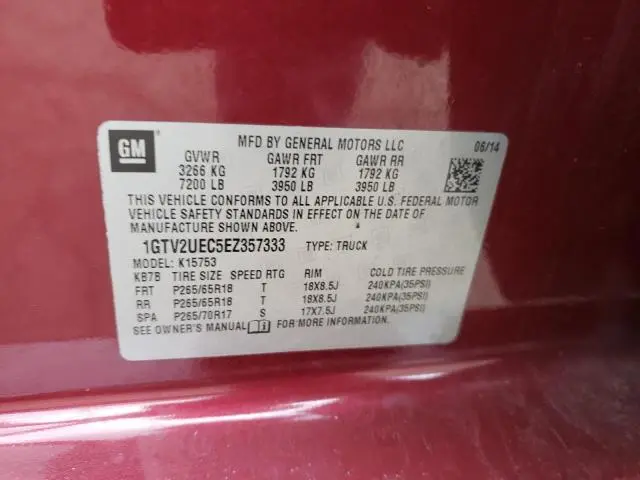 GM
MFD BY GENERAL MOTORS LLC
06/14
GVWR GAWR FRT GAWR RR
3266 KG 1792 KG 1792 KG
7200 LB 3950 LB 3950 LB
THIS VEHICLE CONFORMS TO ALL APPLICABLE U.S. FEDERAL MOTOR
VEHICLE SAFETY STANDARDS IN EFFECT ON THE DATE OF
MANUFACTURE SHOWN ABOVE.
1GTV2UEC5EZ357333 TYPE: TRUCK
MODEL: K15753
KB7B TIRE SIZE SPEED RTG RIM COLD TIRE PRESSURE
FRT P265/65R18 T 18X8.5J 240KPA(35PSI)
RR P265/65R18 T 18X8.5J 240KPA(35PSI)
SPA P265/70R17 S 17X7.5J 240KPA(35PSI)
SEE OWNER'S MANUAL FOR MORE INFORMATION.